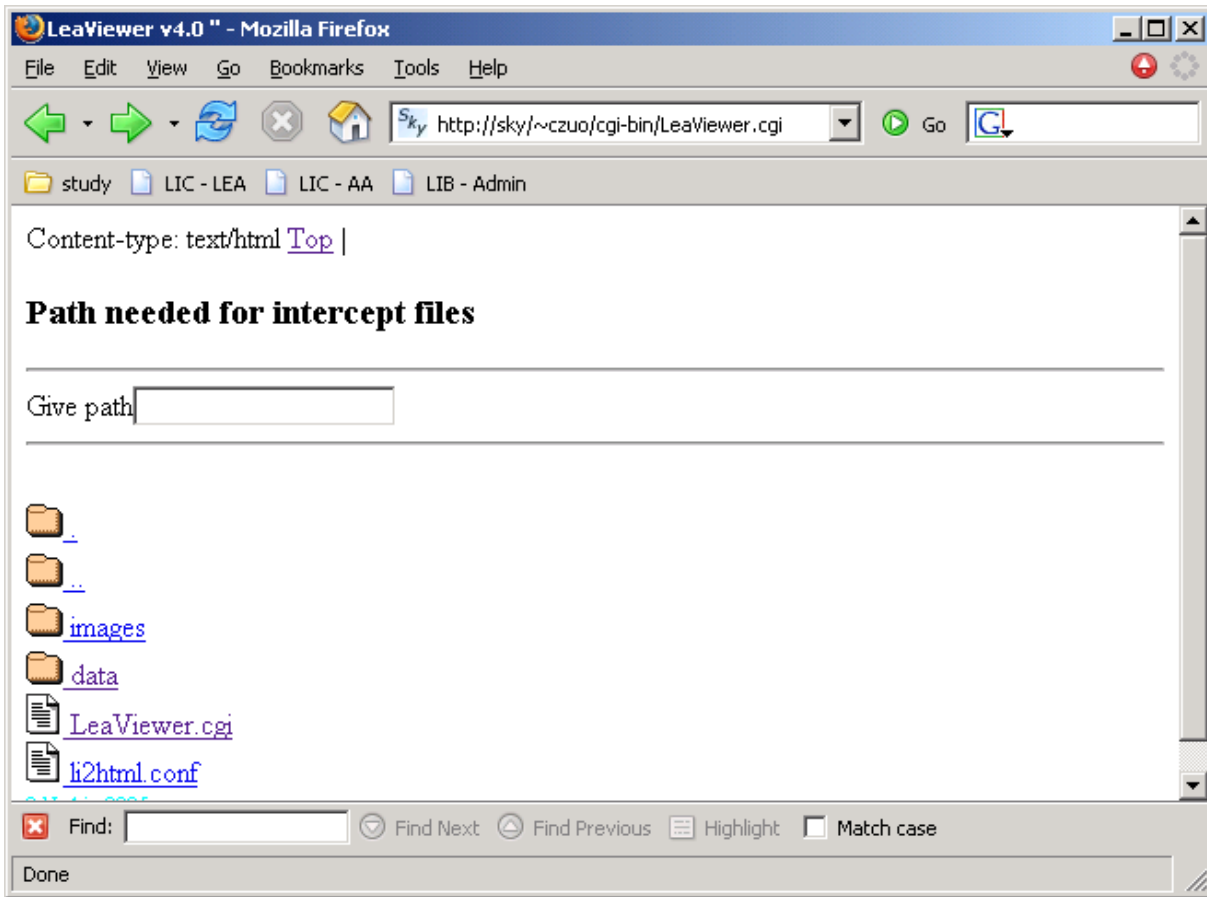 LeaViewer v4.0 " - Mozilla Firefox
File Edit View Go Bookmarks Tools Help
Sky http://sky/~czuo/cgi-bin/LeaViewer.cgi Go G
study LIC - LEA LIC - AA LIB - Admin
Content-type: text/html Top |
Path needed for intercept files
Give path
.
..
images
data
LeaViewer.cgi
li2html.conf
Find: Find Next Find Previous Highlight Match case
Done